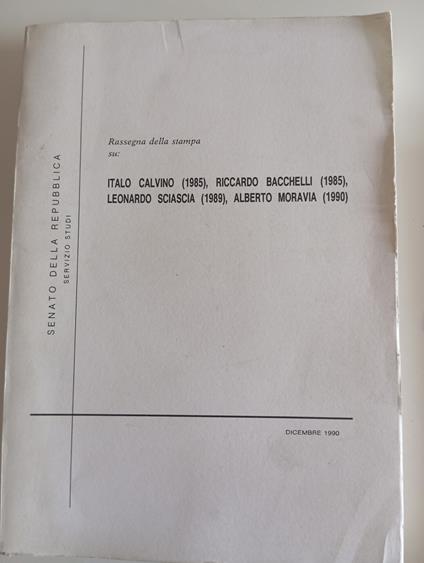 SENATO DELLA REPUBBLICA
SERVIZIO STUDI
Rassegna della stampa
su:
ITALO CALVINO (1985), RICCARDO BACCHELLI (1985),
LEONARDO SCIASCIA (1989), ALBERTO MORAVIA (1990)
DICEMBRE 1990